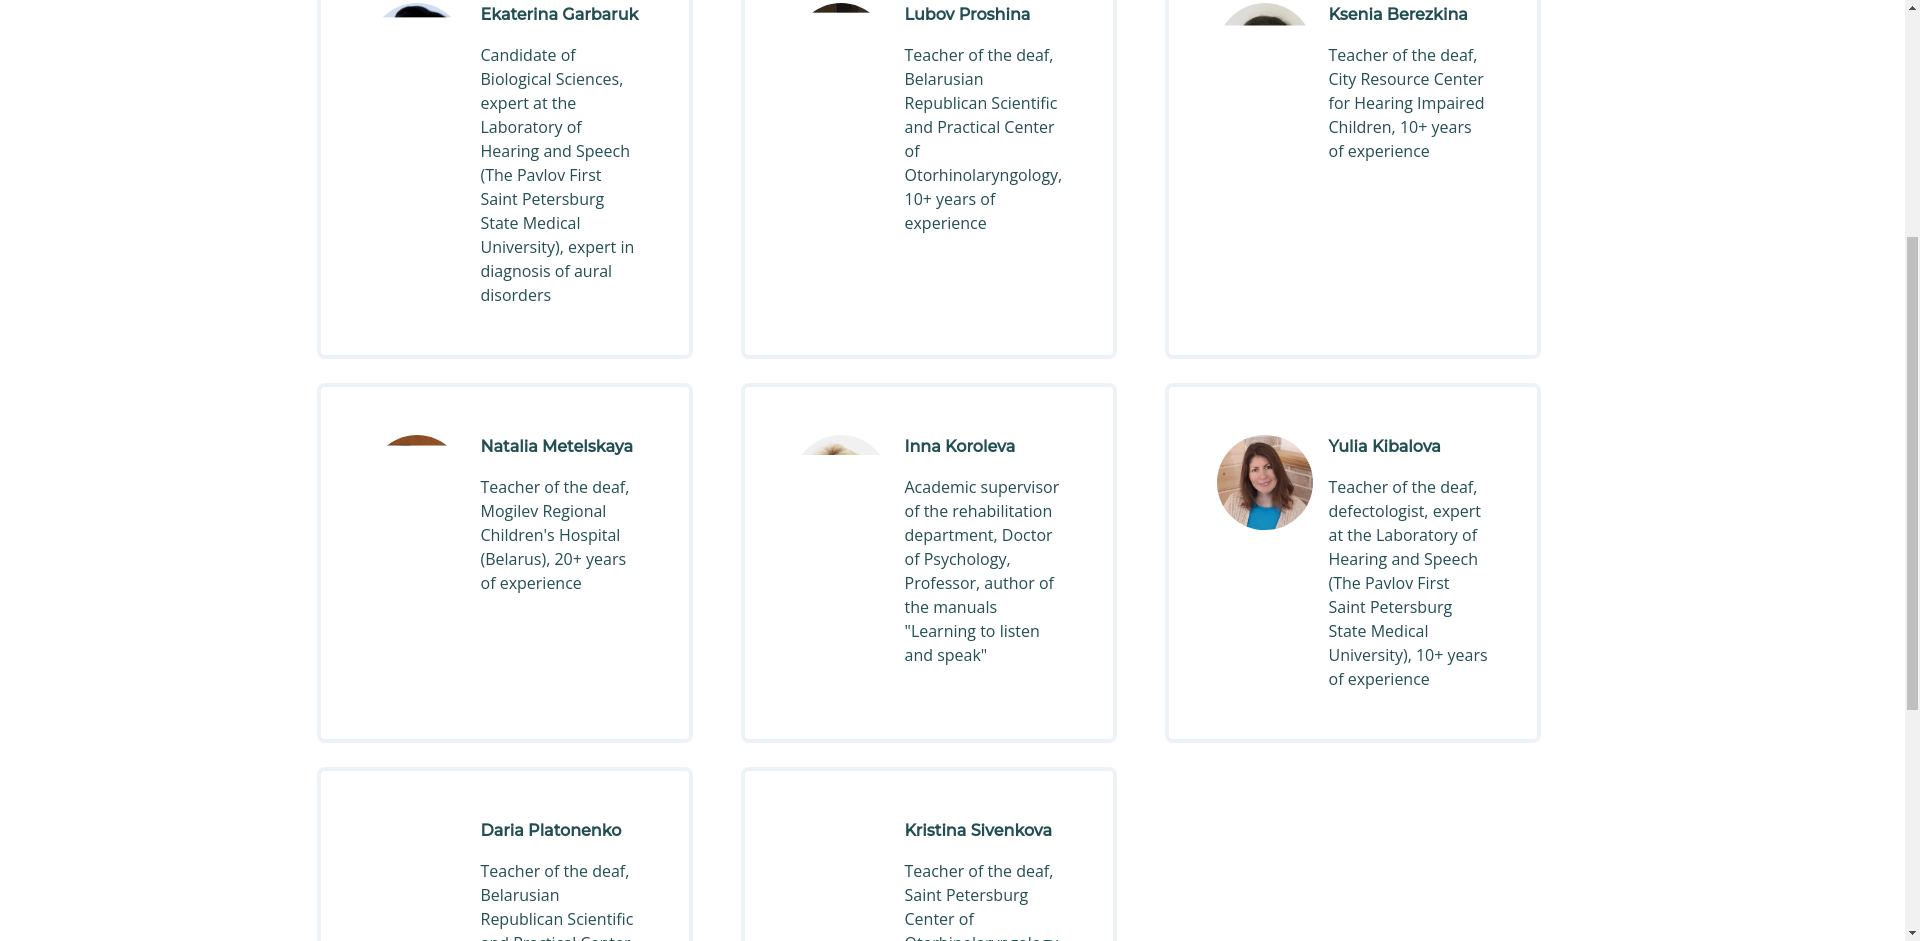 Ekaterina Garbaruk
Candidate of
Biological Sciences,
expert at the
Laboratory of
Hearing and Speech
(The Pavlov First
Saint Petersburg
State Medical
University), expert in
diagnosis of aural
disorders
Lubov Proshina
Teacher of the deaf,
Belarusian
Republican Scientific
and Practical Center
of
Otorhinolaryngology,
10+ years of
experience
Ksenia Berezkina
Teacher of the deaf,
City Resource Center
for Hearing Impaired
Children, 10+ years
of experience
Natalia Metelskaya
Teacher of the deaf,
Mogilev Regional
Children's Hospital
(Belarus), 20+ years
of experience
Inna Koroleva
Academic supervisor
of the rehabilitation
department, Doctor
of Psychology,
Professor, author of
the manuals
"Learning to listen
and speak"
Yulia Kibalova
Teacher of the deaf,
defectologist, expert
at the Laboratory of
Hearing and Speech
(The Pavlov First
Saint Petersburg
State Medical
University), 10+ years
of experience
Daria Platonenko
Teacher of the deaf,
Belarusian
Republican Scientific
and Practical Center
Kristina Sivenkova
Teacher of the deaf,
Saint Petersburg
Center of
Otorhinolaryngology